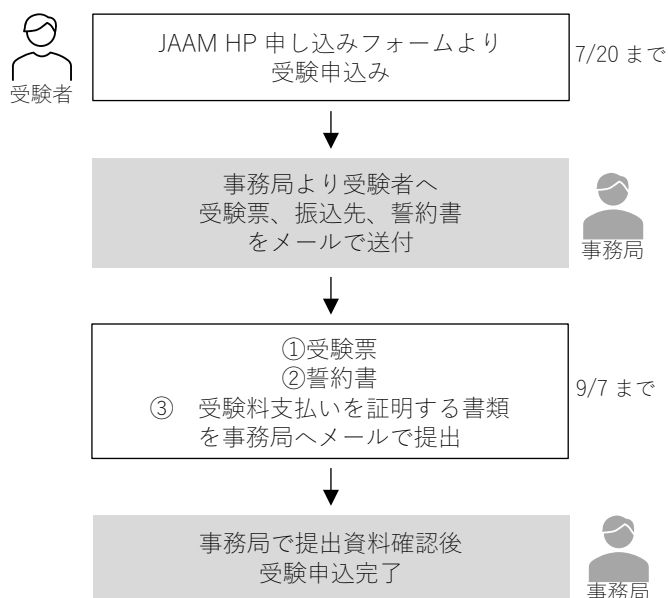 JAAM HP 申し込みフォームより
受験申込み
7/20 まで
受験者
事務局より受験者へ
受験票、振込先、誓約書
をメールで送付
事務局
①受験票
②誓約書
③　受験料支払いを証明する書類
を事務局へメールで提出
9/7 まで
事務局で提出資料確認後
受験申込完了
事務局